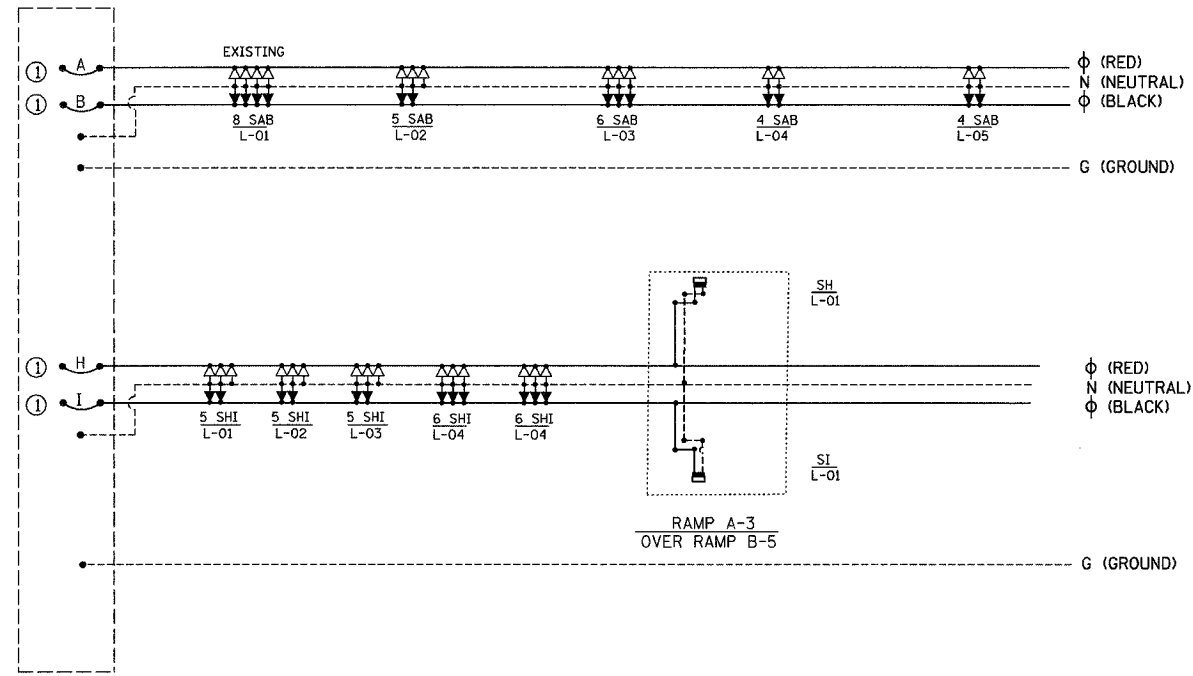 EXISTING
① A
ϕ (RED)
N (NEUTRAL)
① B
ϕ (BLACK)
8 SAB
L-01
5 SAB
L-02
6 SAB
L-03
4 SAB
L-04
4 SAB
L-05
G (GROUND)
SH
L-01
① H
ϕ (RED)
N (NEUTRAL)
① I
ϕ (BLACK)
5 SHI
L-01
5 SHI
L-02
5 SHI
L-03
6 SHI
L-04
6 SHI
L-04
SI
L-01
RAMP A-3
OVER RAMP B-5
G (GROUND)